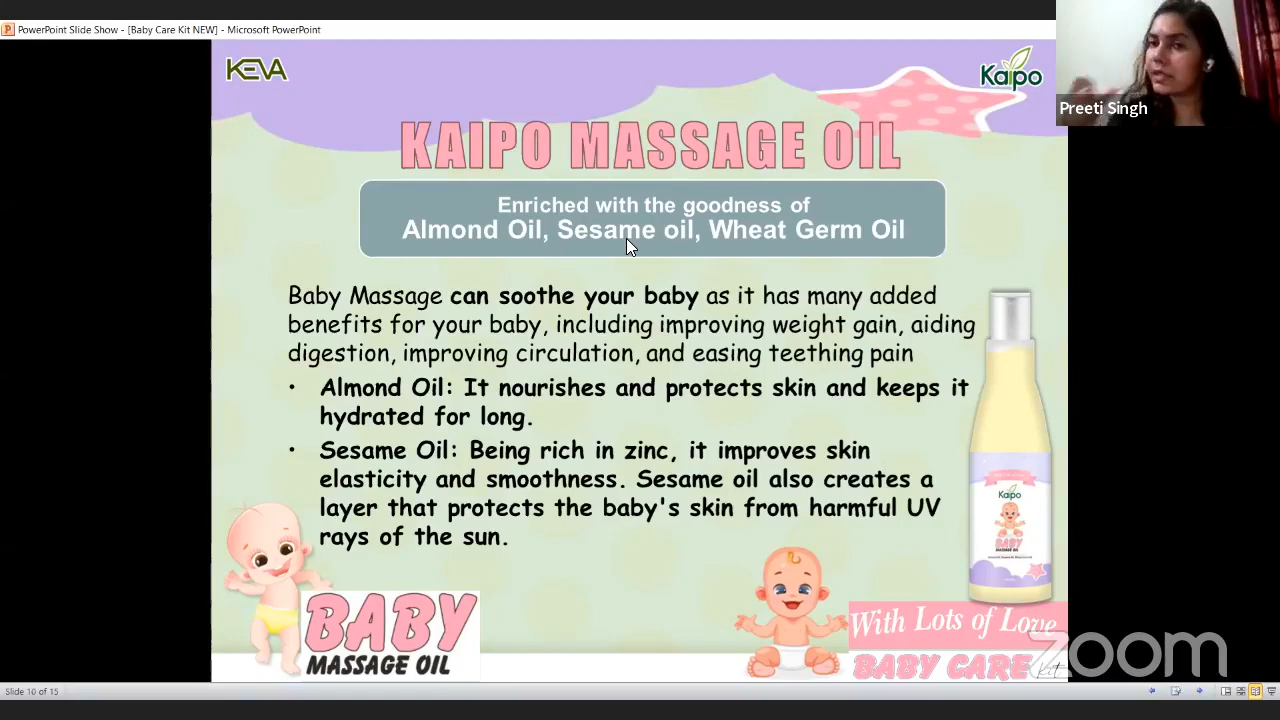 PowerPoint Slide Show - [Baby Care Kit NEW] - Microsoft PowerPoint
KEVA
Kaipo
Preeti Singh
KAIPO MASSAGE OIL
Enriched with the goodness of
Almond Oil, Sesame oil, Wheat Germ Oil
Baby Massage can soothe your baby as it has many added
benefits for your baby, including improving weight gain, aiding
digestion, improving circulation, and easing teething pain
• Almond Oil: It nourishes and protects skin and keeps it
hydrated for long.
• Sesame Oil: Being rich in zinc, it improves skin
elasticity and smoothness. Sesame oil also creates a
layer that protects the baby's skin from harmful UV
rays of the sun.
Kaipo
BABY
MASSAGE OIL
BABY
MASSAGE OIL
With Lots of Love
BABY CARE Kit
zoom
Slide 10 of 15